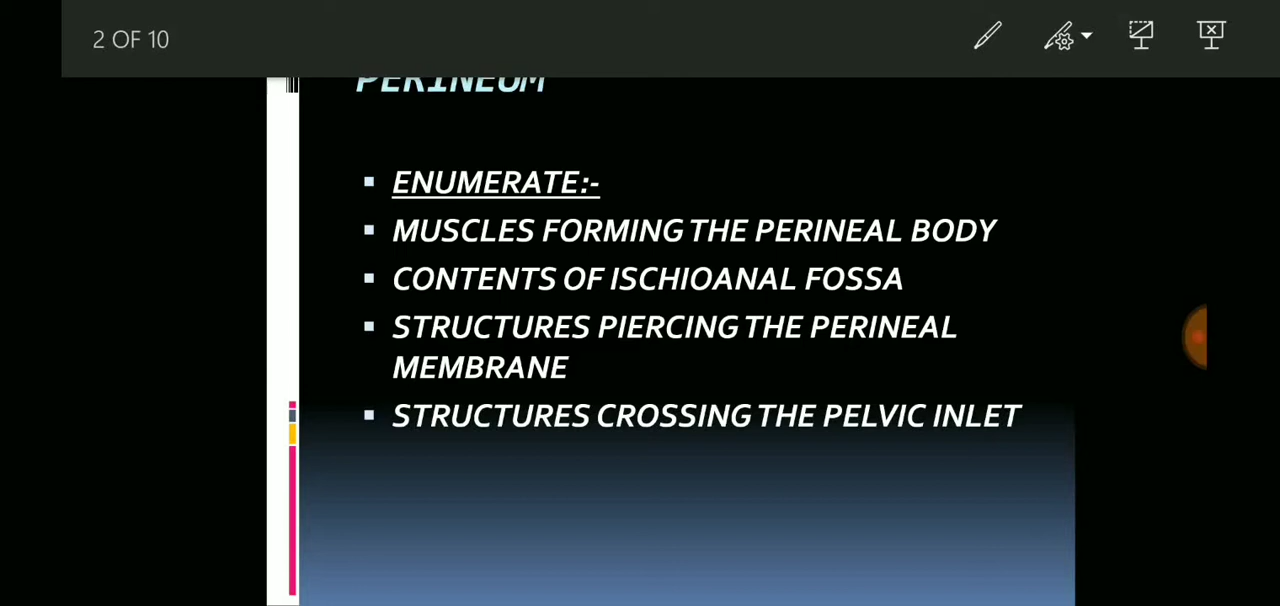 2 OF 10
PERINEUM
ENUMERATE:-
MUSCLES FORMING THE PERINEAL BODY
CONTENTS OF ISCHIOANAL FOSSA
STRUCTURES PIERCING THE PERINEAL
MEMBRANE
STRUCTURES CROSSING THE PELVIC INLET